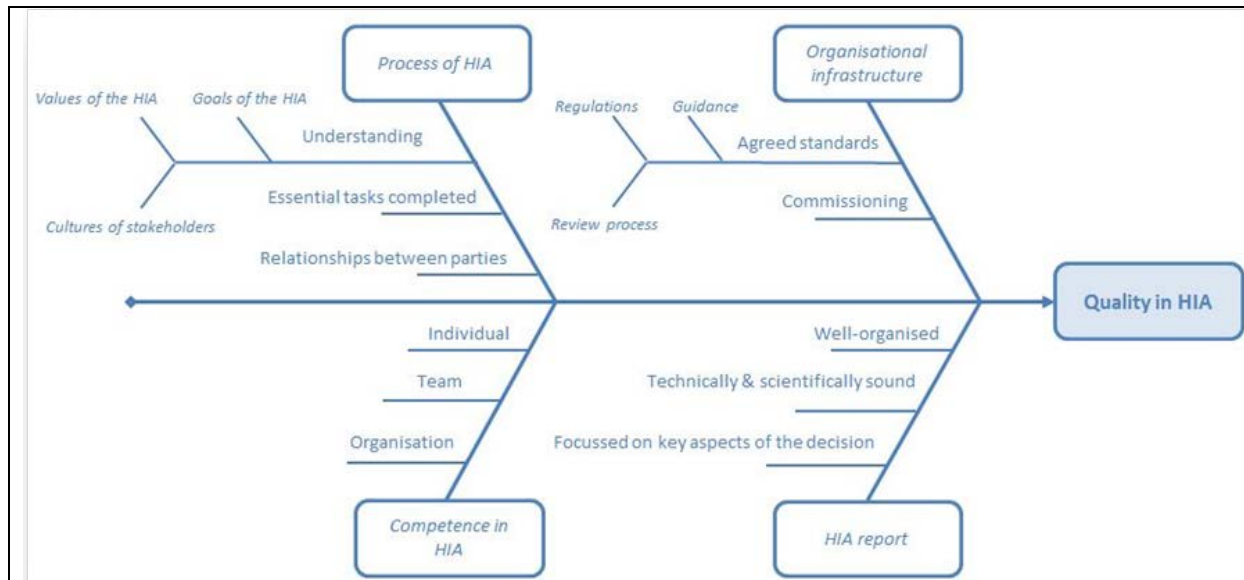 Process of HIA
Organisational
infrastructure
Values of the HIA
Goals of the HIA
Regulations
Guidance
Understanding
Agreed standards
Essential tasks completed
Commissioning
Cultures of stakeholders
Review process
Relationships between parties
Quality in HIA
Individual
Well-organised
Team
Technically & scientifically sound
Organisation
Focussed on key aspects of the decision
Competence in
HIA
HIA report